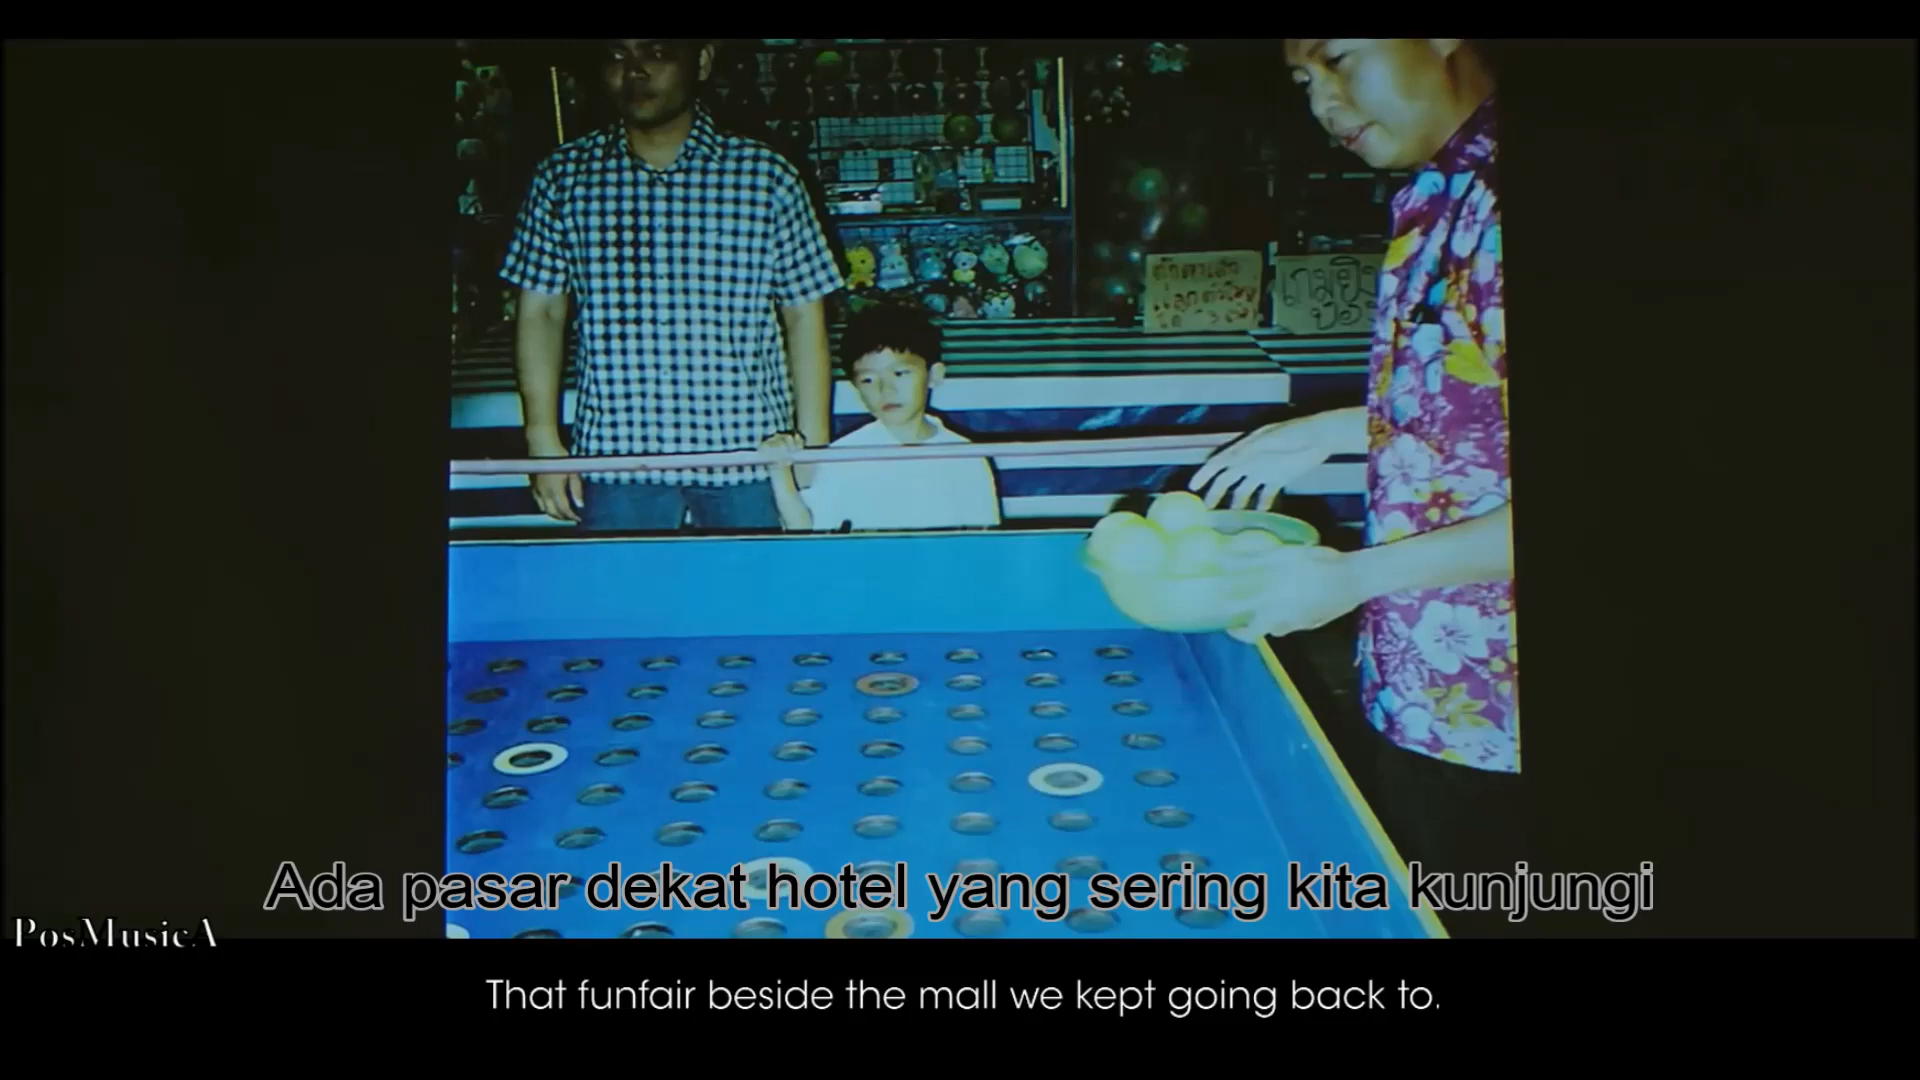 Ada pasar dekat hotel yang sering kita kunjungi
PosMusicA
That funfair beside the mall we kept going back to.